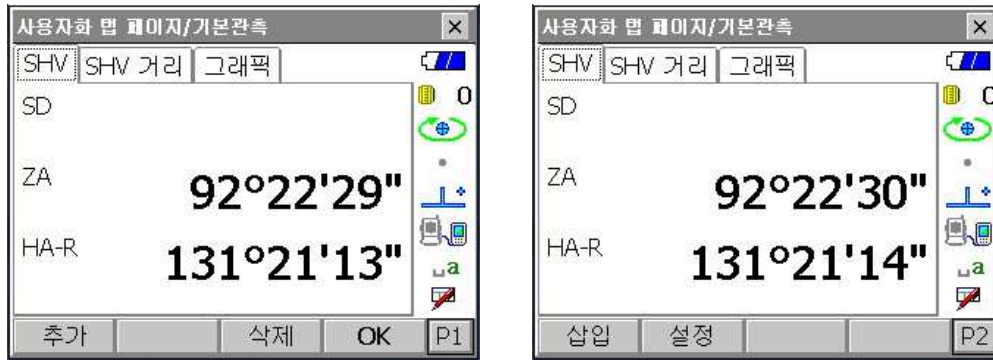 사용자화 맵 페이지/기본관측
SHV SHV 거리 그래픽
SD
0
ZA 92°22'29"
HA-R 131°21'13"
a
추가 삭제 OK P1
사용자화 맵 페이지/기본관측
SHV SHV 거리 그래픽
SD
ZA 92°22'30"
HA-R 131°21'14"
a
삽입 설정 P2